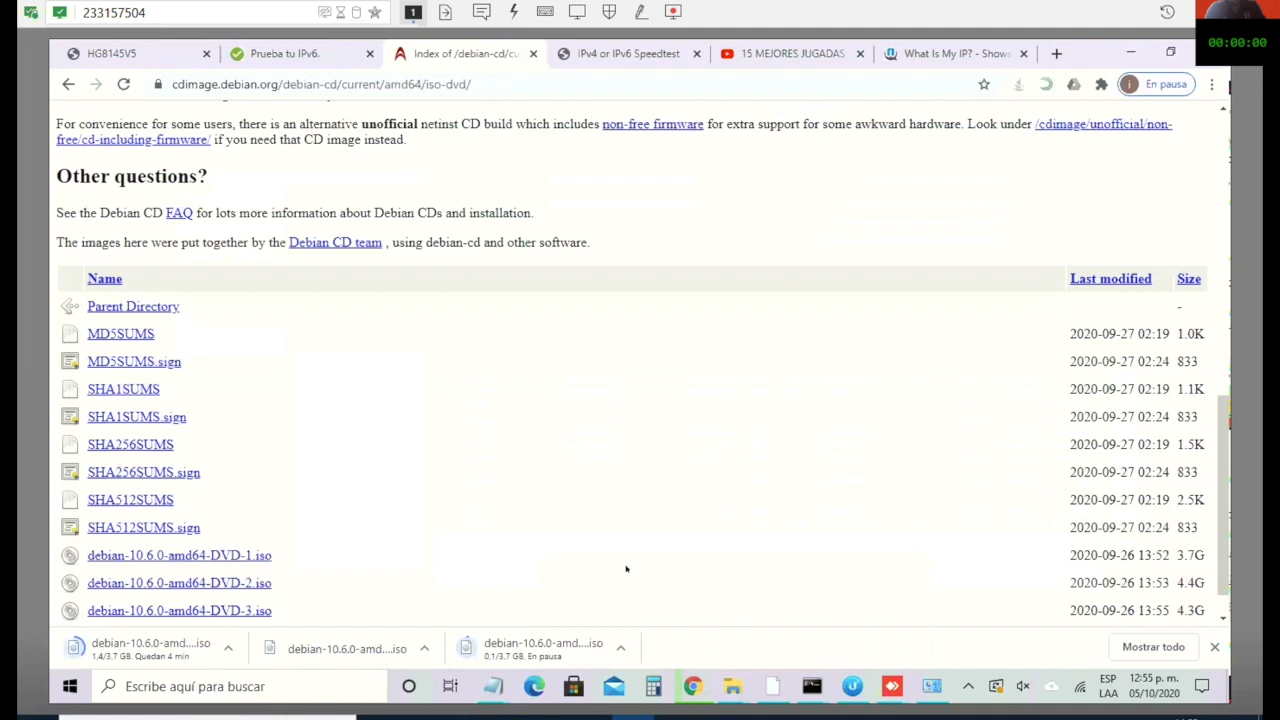 233157504
1
00:00:00
HG8145V5
Prueba tu IPv6.
Index of /debian-cd/cu
IPv4 or IPv6 Speedtest
15 MEJORES JUGADAS
What Is My IP? - Shows
cdimage.debian.org/debian-cd/current/amd64/iso-dvd/
i
En pausa
For convenience for some users, there is an alternative unofficial netinst CD build which includes non-free firmware for extra support for some awkward hardware. Look under /cdimage/unofficial/non-
free/cd-including-firmware/ if you need that CD image instead.
Other questions?
See the Debian CD FAQ for lots more information about Debian CDs and installation.
The images here were put together by the Debian CD team , using debian-cd and other software.
Name Last modified Size
Parent Directory -
MD5SUMS 2020-09-27 02:19 1.0K
MD5SUMS.sign 2020-09-27 02:24 833
SHA1SUMS 2020-09-27 02:19 1.1K
SHA1SUMS.sign 2020-09-27 02:24 833
SHA256SUMS 2020-09-27 02:19 1.5K
SHA256SUMS.sign 2020-09-27 02:24 833
SHA512SUMS 2020-09-27 02:19 2.5K
SHA512SUMS.sign 2020-09-27 02:24 833
debian-10.6.0-amd64-DVD-1.iso 2020-09-26 13:52 3.7G
debian-10.6.0-amd64-DVD-2.iso 2020-09-26 13:53 4.4G
debian-10.6.0-amd64-DVD-3.iso 2020-09-26 13:55 4.3G
debian-10.6.0-amd....iso
1,4/3.7 GB, Quedan 4 min
debian-10.6.0-amd....iso
debian-10.6.0-amd....iso
0,1/3,7 GB, En pausa
Mostrar todo
Escribe aquí para buscar
ESP
LAA
12:55 p. m.
05/10/2020